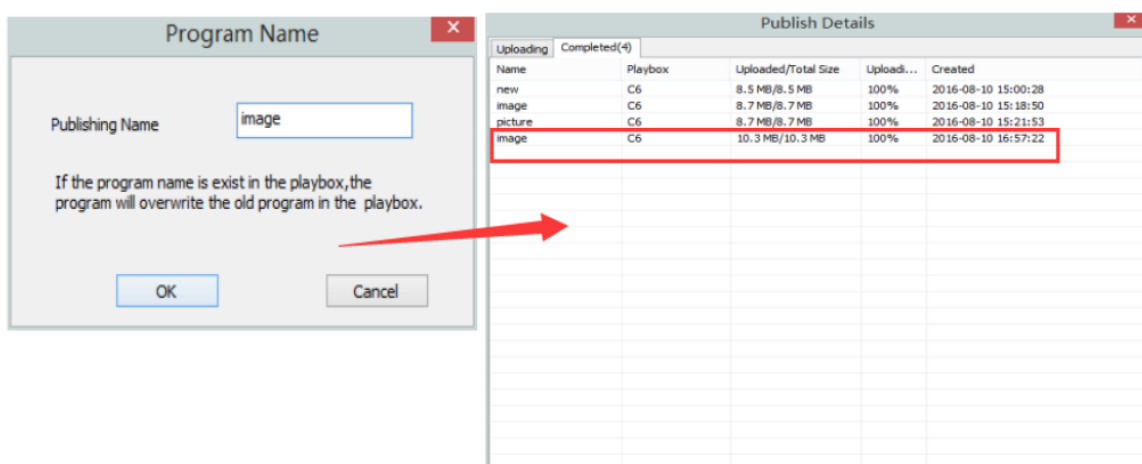 Program Name
Publishing Name
image
If the program name is exist in the playbox,the
program will overwrite the old program in the playbox.
OK
Cancel
Publish Details
Uploading Completed(4)
Name Playbox Uploaded/Total Size Uploadi... Created
new C6 8.5 MB/8.5 MB 100% 2016-08-10 15:00:28
image C6 8.7 MB/8.7 MB 100% 2016-08-10 15:18:50
picture C6 8.7 MB/8.7 MB 100% 2016-08-10 15:21:53
image C6 10.3 MB/10.3 MB 100% 2016-08-10 16:57:22